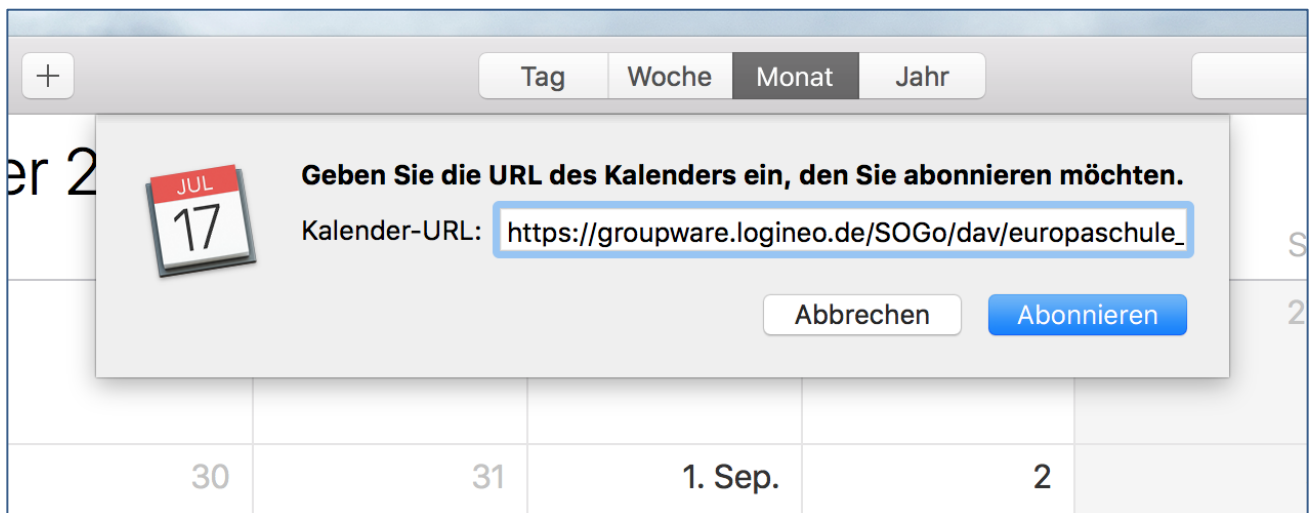 +
Tag Woche Monat Jahr
er 2
JUL
17
Geben Sie die URL des Kalenders ein, den Sie abonnieren möchten.
Kalender-URL: https://groupware.logineo.de/SOGo/dav/europaschule_
S
Abbrechen Abonnieren
2
30 31 1. Sep. 2